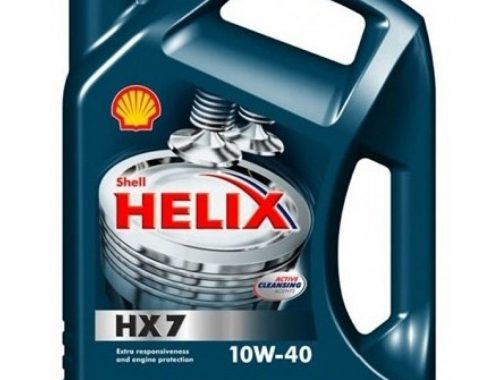 Shell
HELIX
ACTIVE
CLEANSING
AGENTS
HX7
Extra responsiveness
and engine protection
10W-40